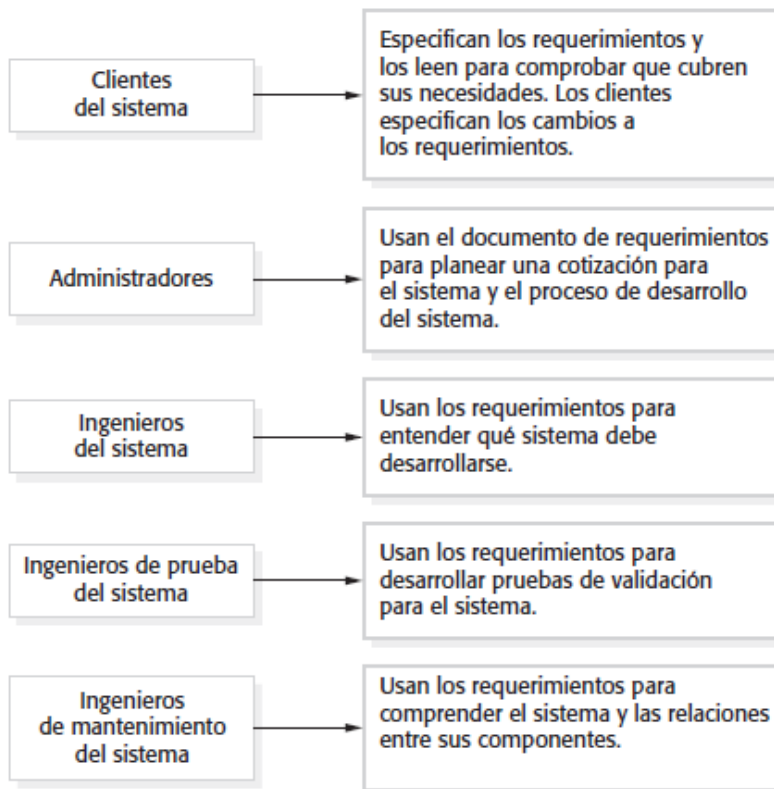 Clientes
del sistema
Especifican los requerimientos y
los leen para comprobar que cubren
sus necesidades. Los clientes
especifican los cambios a
los requerimientos.
Administradores
Usan el documento de requerimientos
para planear una cotización para
el sistema y el proceso de desarrollo
del sistema.
Ingenieros
del sistema
Usan los requerimientos para
entender qué sistema debe
desarrollarse.
Ingenieros de prueba
del sistema
Usan los requerimientos para
desarrollar pruebas de validación
para el sistema.
Ingenieros
de mantenimiento
del sistema
Usan los requerimientos para
comprender el sistema y las relaciones
entre sus componentes.